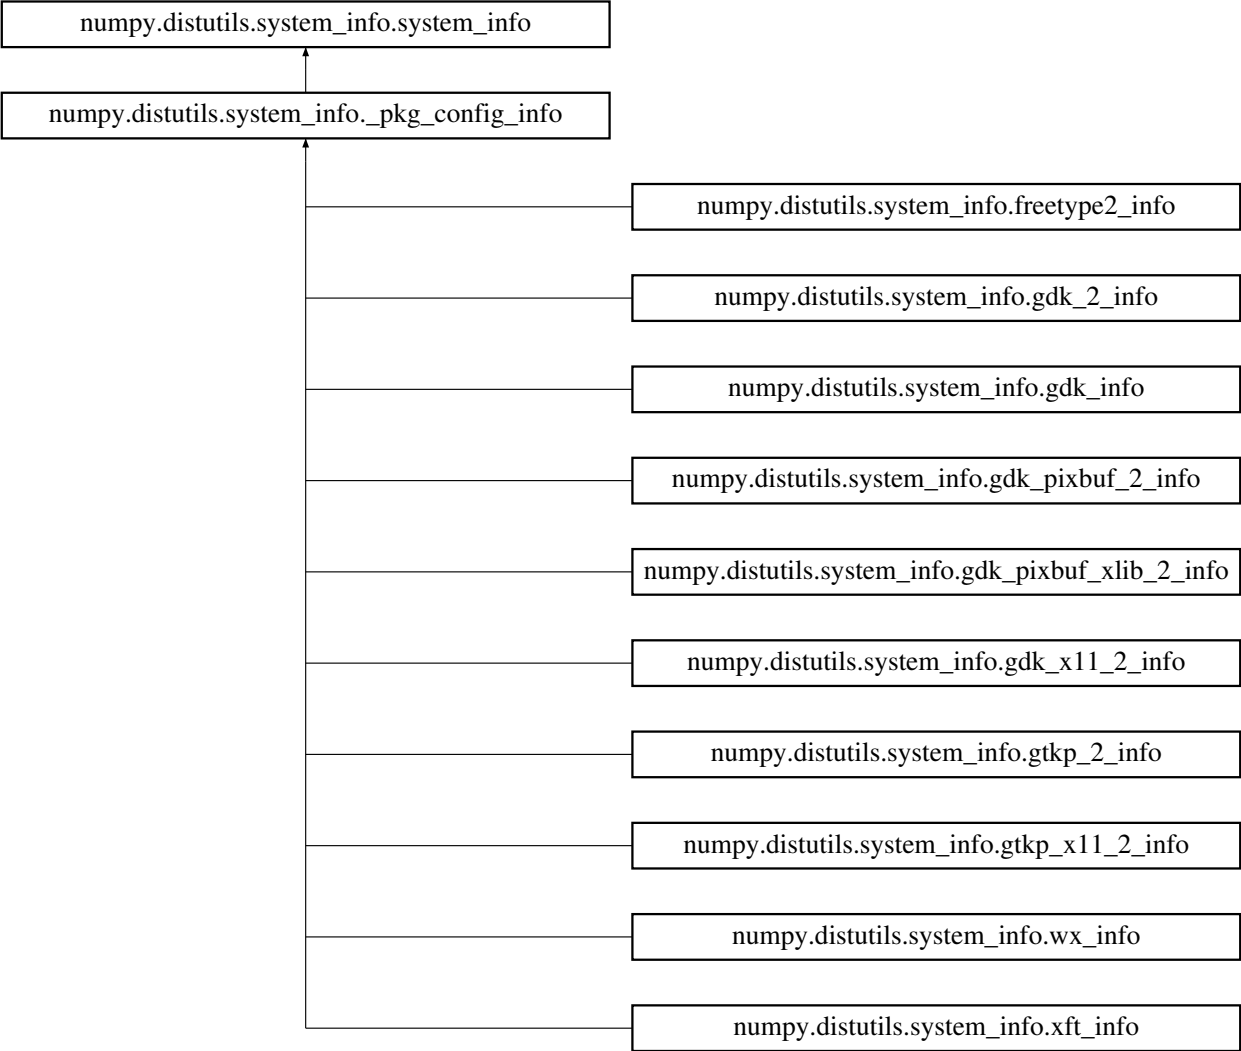 numpy.distutils.system_info.system_info
numpy.distutils.system_info._pkg_config_info
numpy.distutils.system_info.freetype2_info
numpy.distutils.system_info.gdk_2_info
numpy.distutils.system_info.gdk_info
numpy.distutils.system_info.gdk_pixbuf_2_info
numpy.distutils.system_info.gdk_pixbuf_xlib_2_info
numpy.distutils.system_info.gdk_x11_2_info
numpy.distutils.system_info.gtkp_2_info
numpy.distutils.system_info.gtkp_x11_2_info
numpy.distutils.system_info.wx_info
numpy.distutils.system_info.xft_info